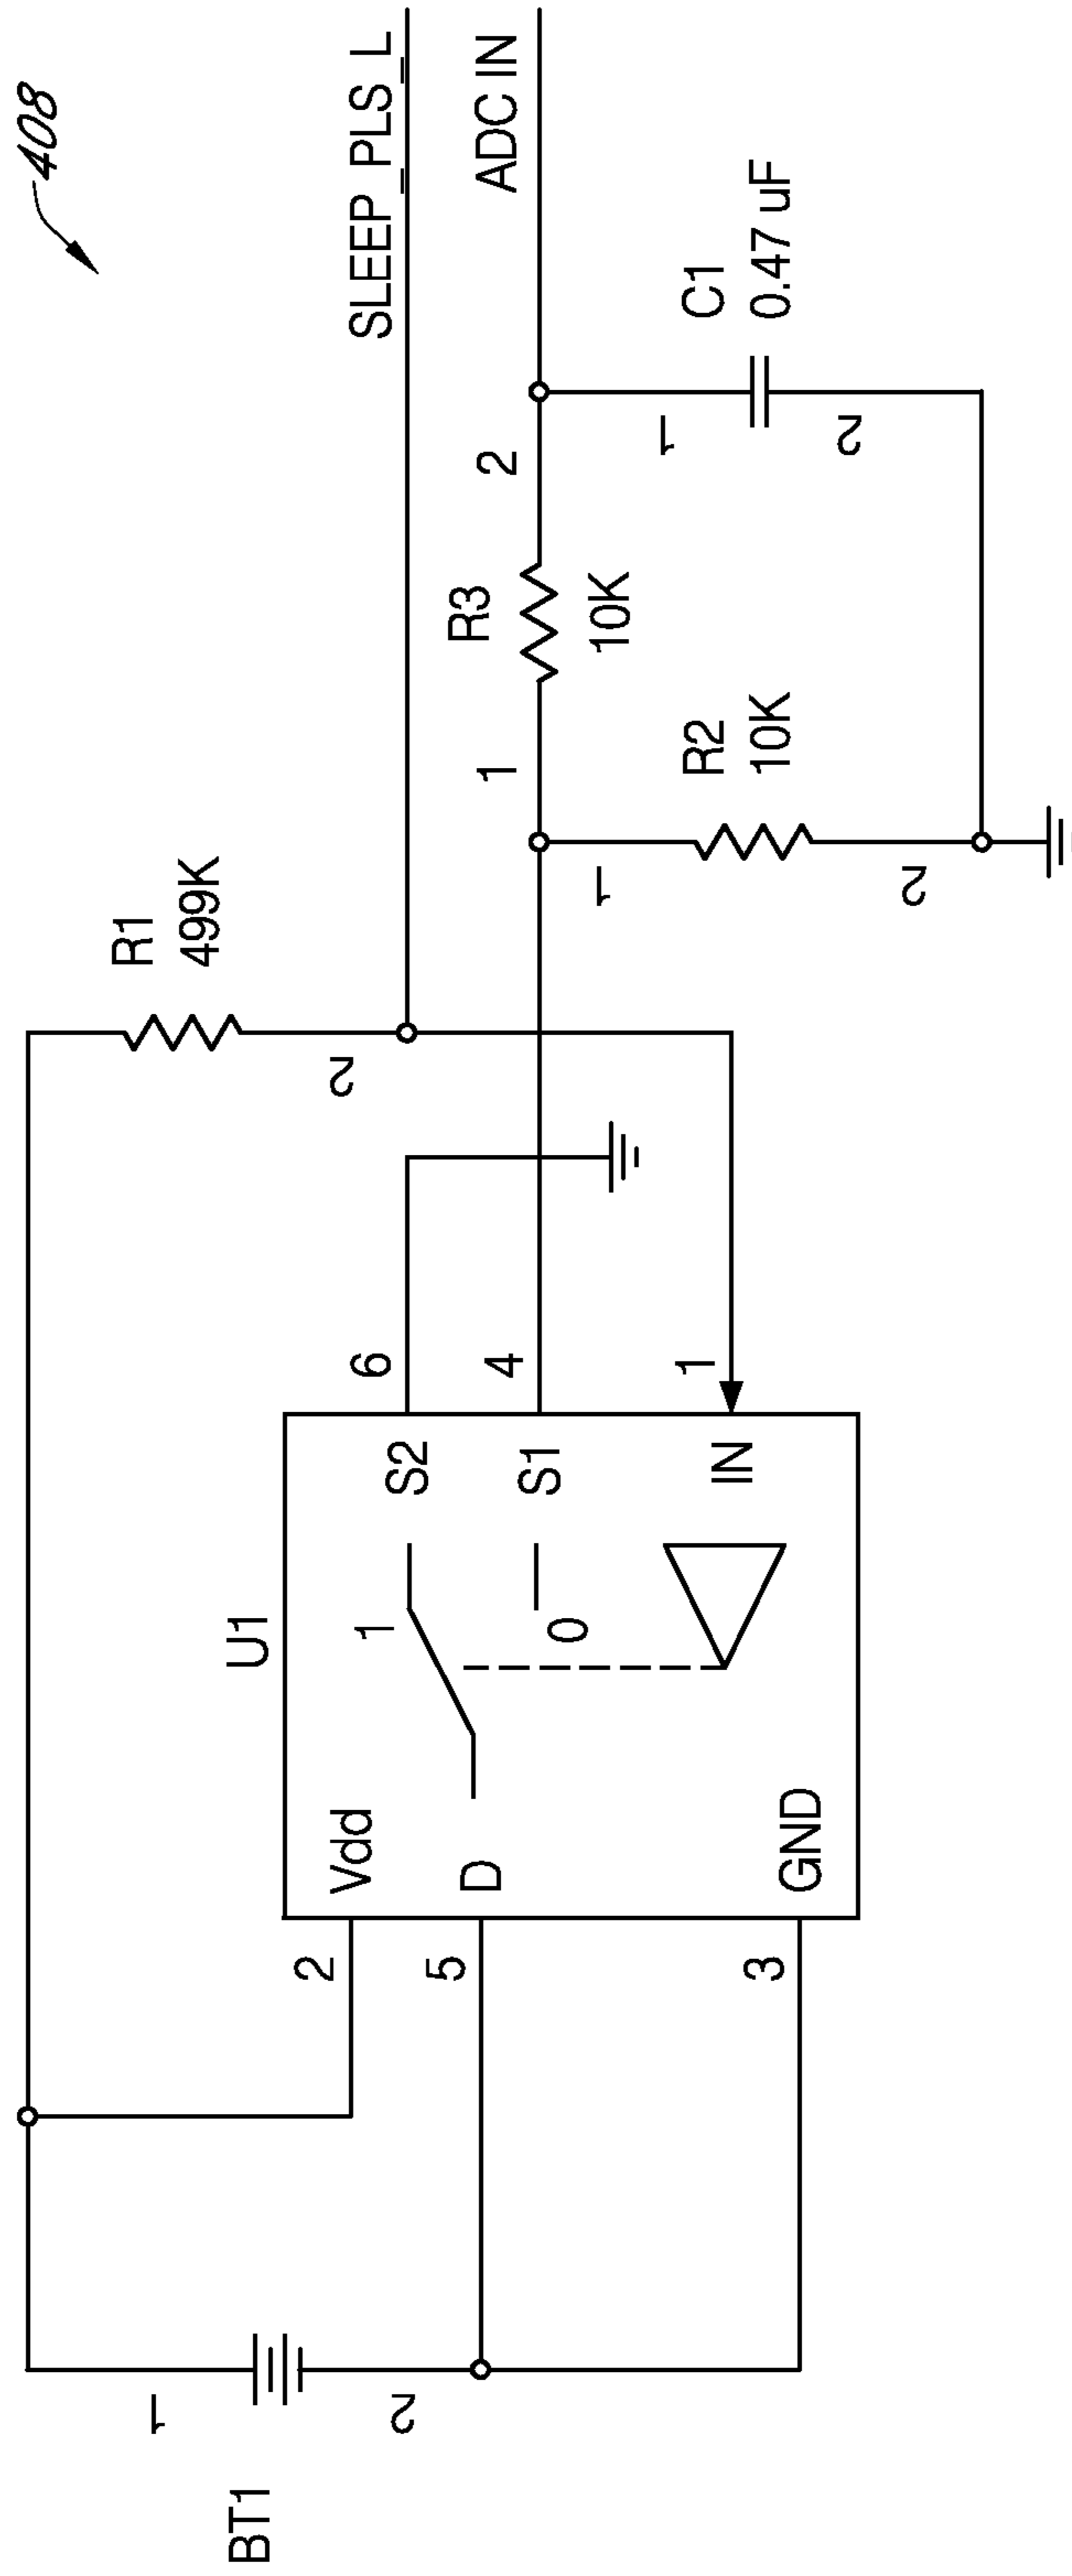 408
R1
499K
1
BT1
U1
2
2
SLEEP_PLS_L
Vdd
1
S2
6
2
5
R3
D
0
S1
4
1
2
ADC IN
10K
1
1
R2
10K
C1
0.47 uF
IN
1
3
GND
2
2